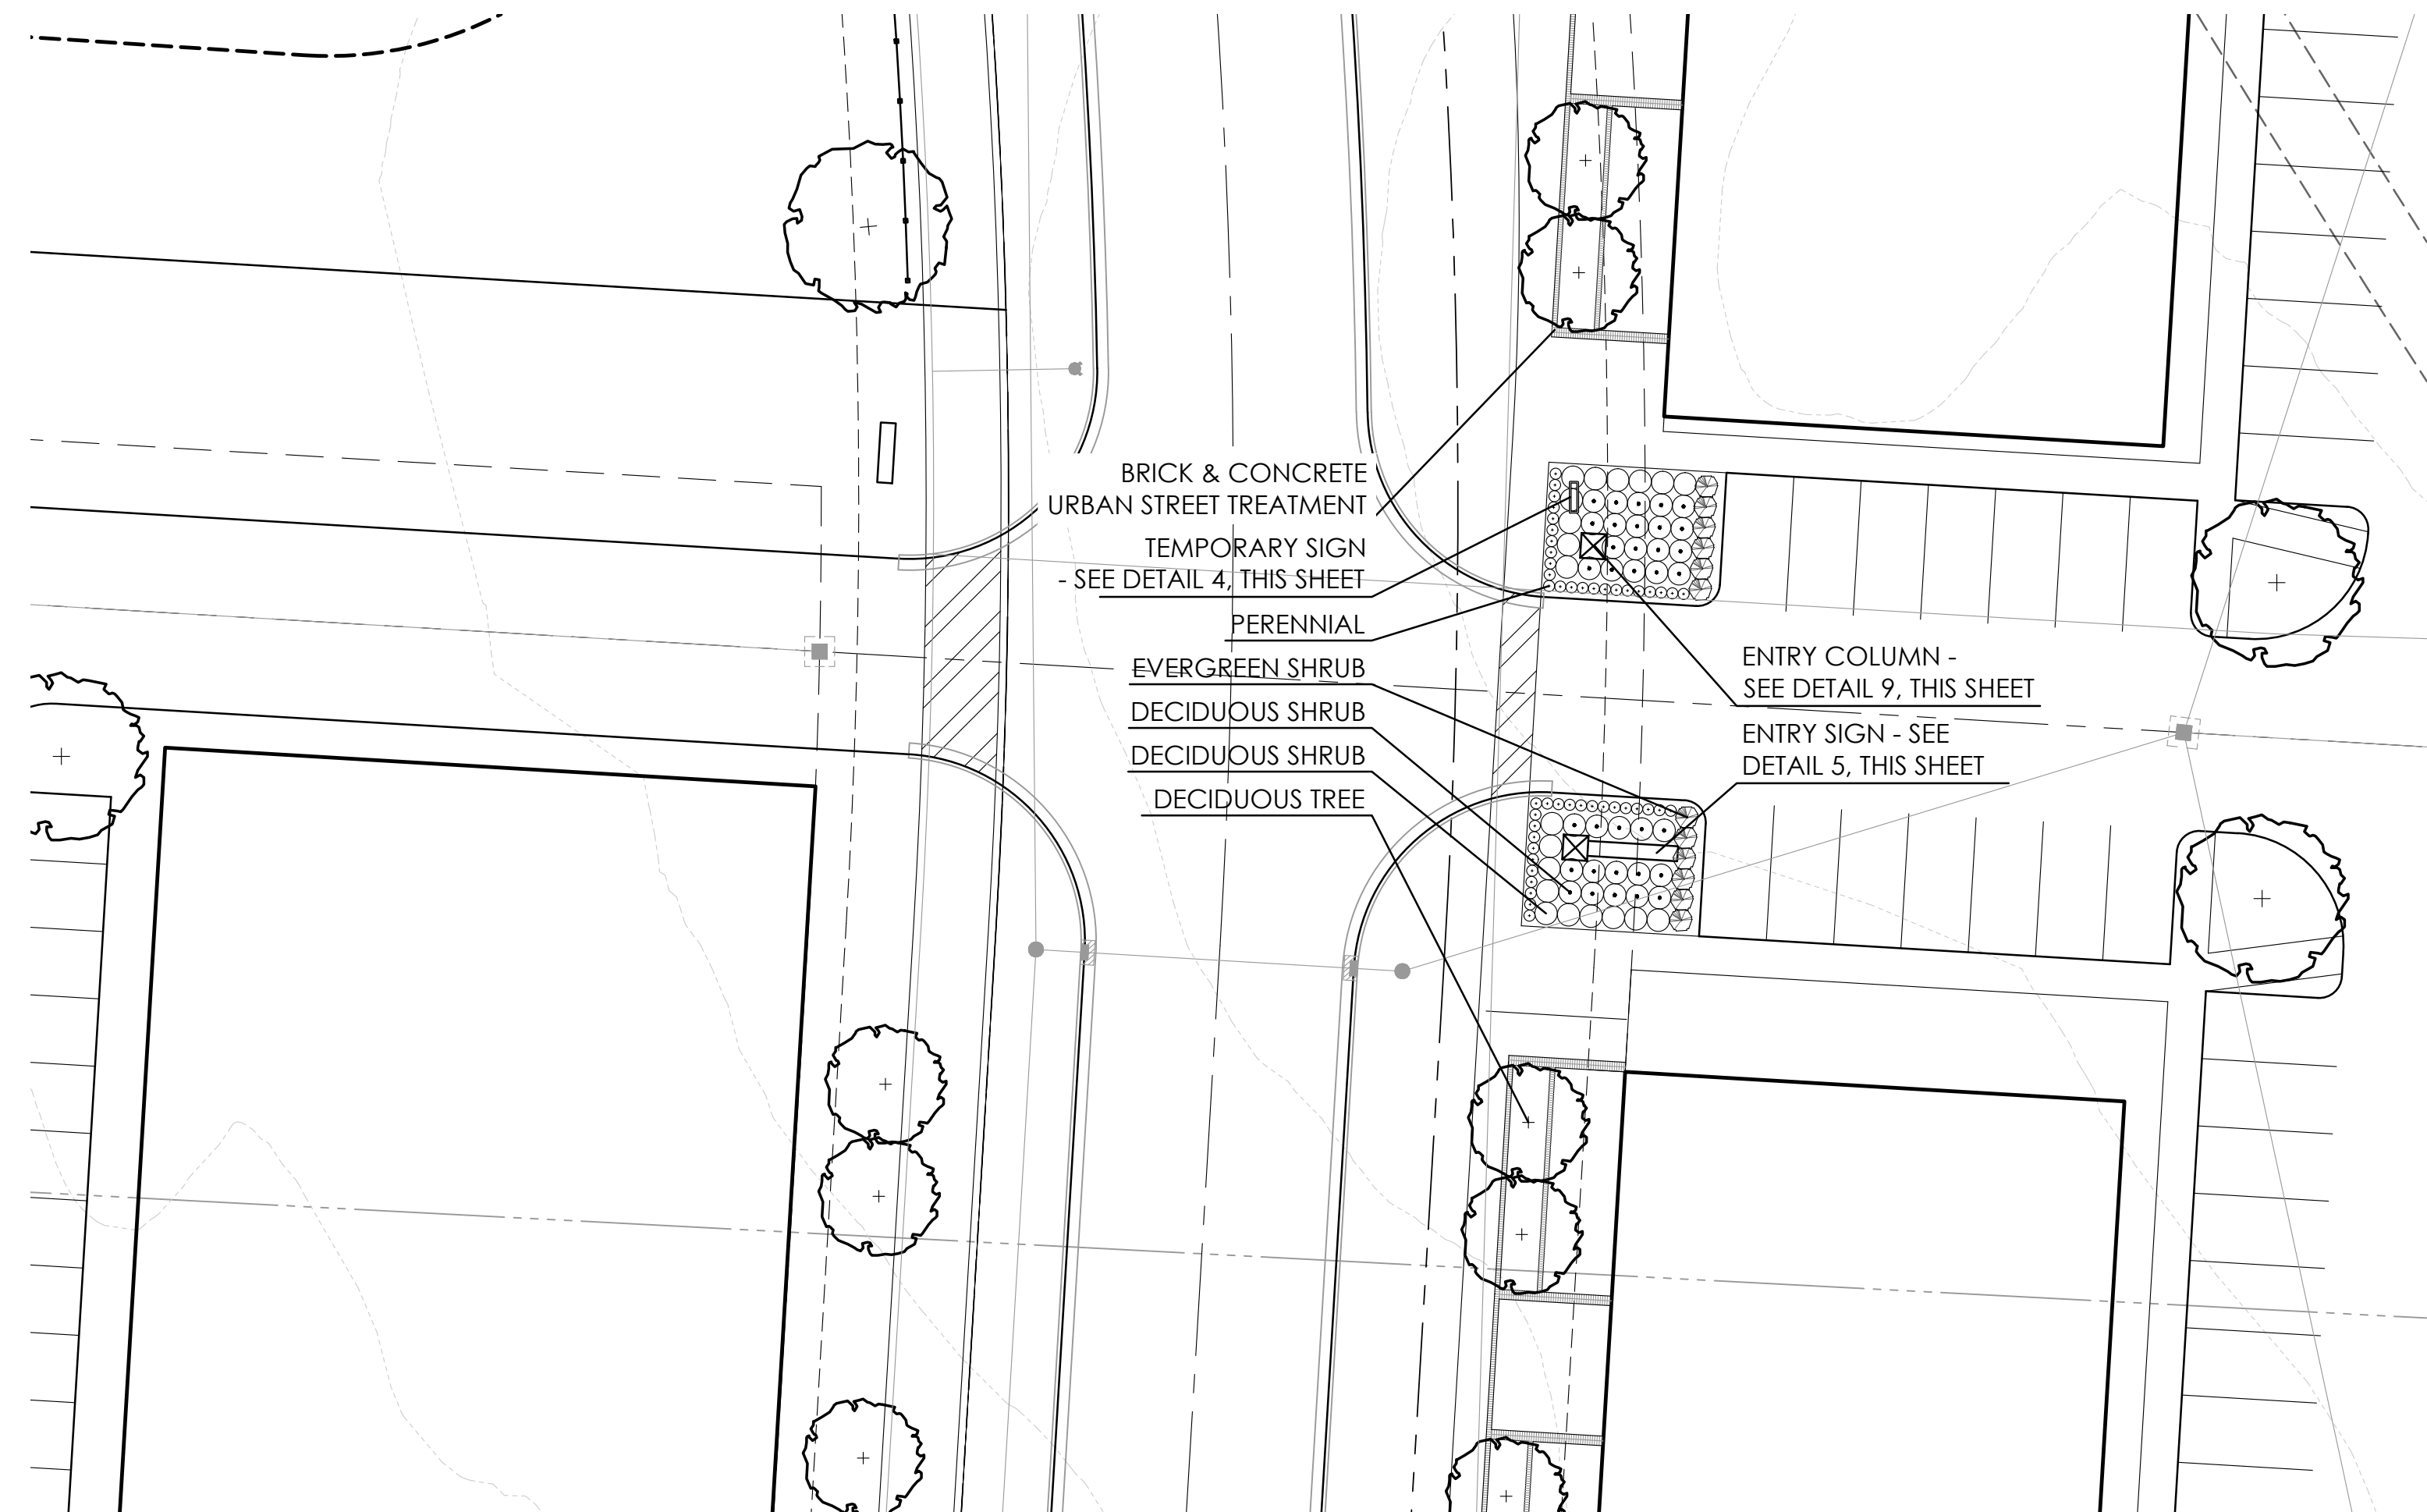 BRICK & CONCRETE
URBAN STREET TREATMENT
TEMPORARY SIGN
- SEE DETAIL 4, THIS SHEET
PERENNIAL
EVERGREEN SHRUB
DECIDUOUS SHRUB
DECIDUOUS SHRUB
DECIDUOUS TREE
ENTRY COLUMN -
SEE DETAIL 9, THIS SHEET
ENTRY SIGN - SEE
DETAIL 5, THIS SHEET